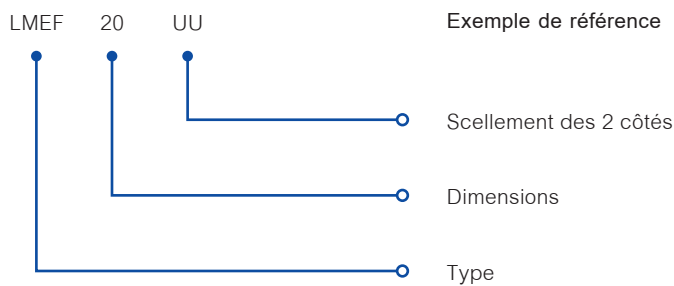 LMEF 20 UU Exemple de référence
Scellement des 2 côtés
Dimensions
Type